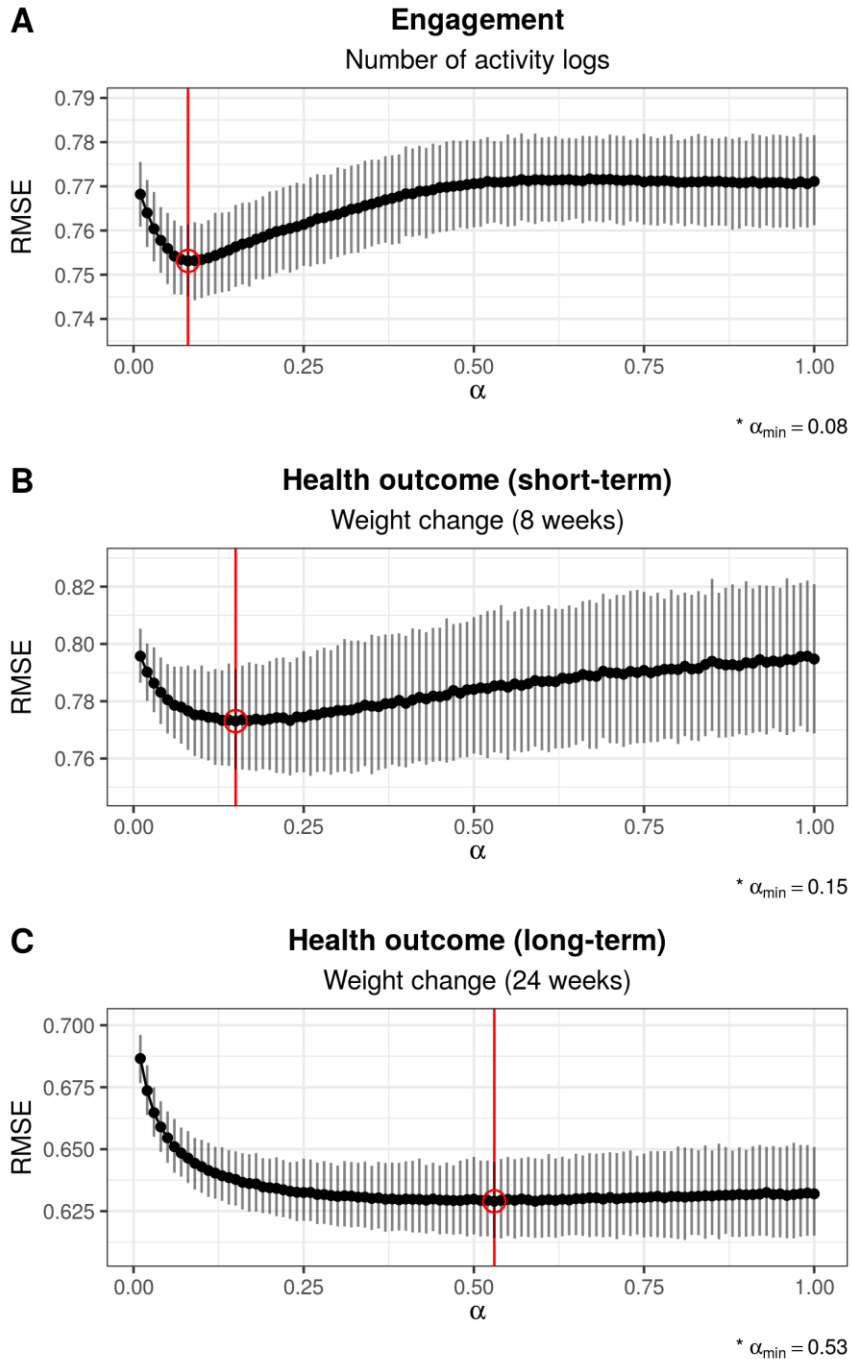 A
Engagement
Number of activity logs
0.79
0.78
0.77
0.76
0.75
0.74
RMSE
0.00 0.25 0.50 0.75 1.00
α
* αmin = 0.08
B
Health outcome (short-term)
Weight change (8 weeks)
0.82
0.80
0.78
0.76
RMSE
0.00 0.25 0.50 0.75 1.00
α
* αmin = 0.15
C
Health outcome (long-term)
Weight change (24 weeks)
0.700
0.675
0.650
0.625
RMSE
0.00 0.25 0.50 0.75 1.00
α
* αmin = 0.53